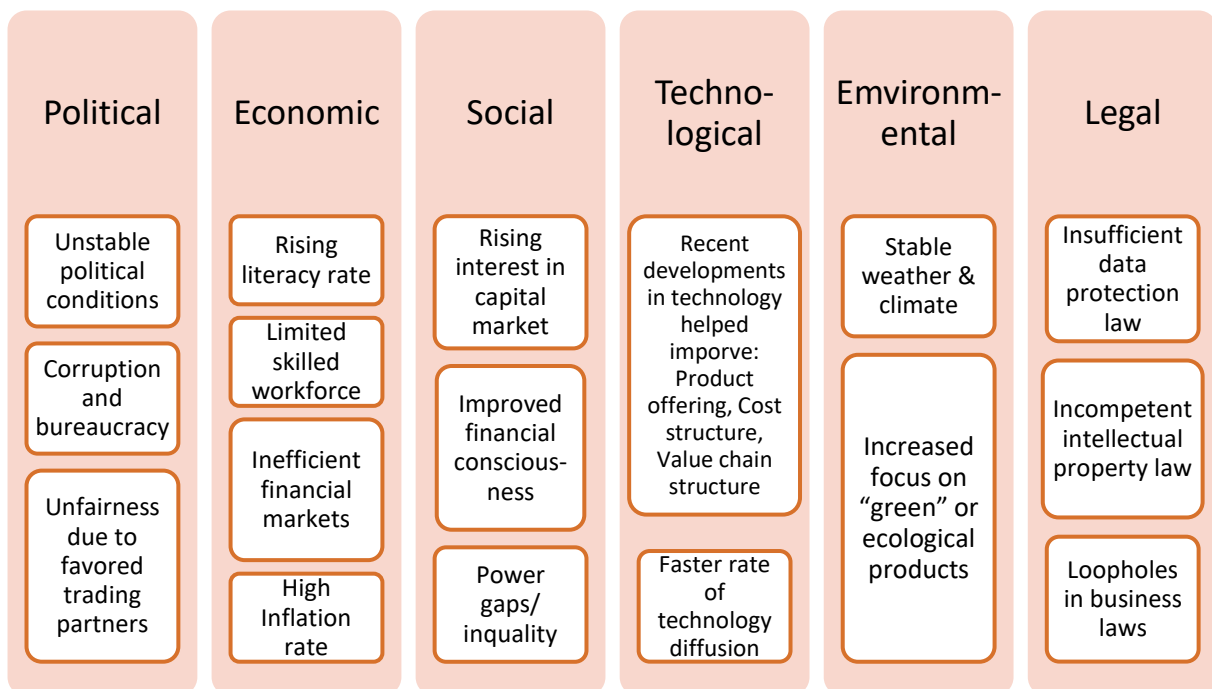 Political
Unstable
political
conditions
Corruption
and
bureaucracy
Unfairness
due to
favored
trading
partners
Economic
Rising
literacy rate
Limited
skilled
workforce
Inefficient
financial
markets
High
Inflation
rate
Social
Rising
interest in
capital
market
Improved
financial
conscious-
ness
Power
gaps/
inquality
Techno-
logical
Recent
developments
in technology
helped
imporve:
Product
offering, Cost
structure,
Value chain
structure
Faster rate
of
technology
diffusion
Emvironm-
ental
Stable
weather &
climate
Increased
focus on
“green” or
ecological
products
Legal
Insufficient
data
protection
law
Incompetent
intellectual
property law
Loopholes
in business
laws